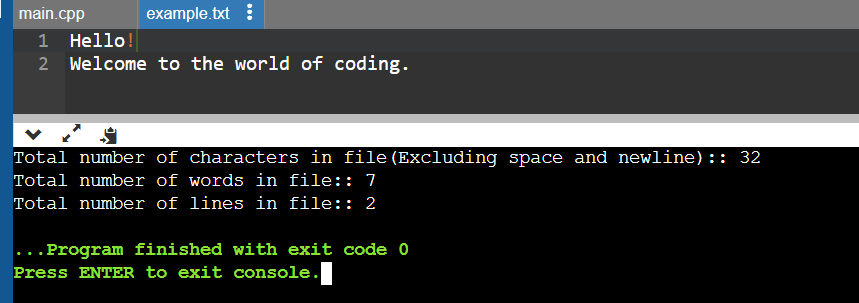 main.cpp example.txt
1 Hello!
2 Welcome to the world of coding.
Total number of characters in file(Excluding space and newline):: 32
Total number of words in file:: 7
Total number of lines in file:: 2
...Program finished with exit code 0
Press ENTER to exit console.